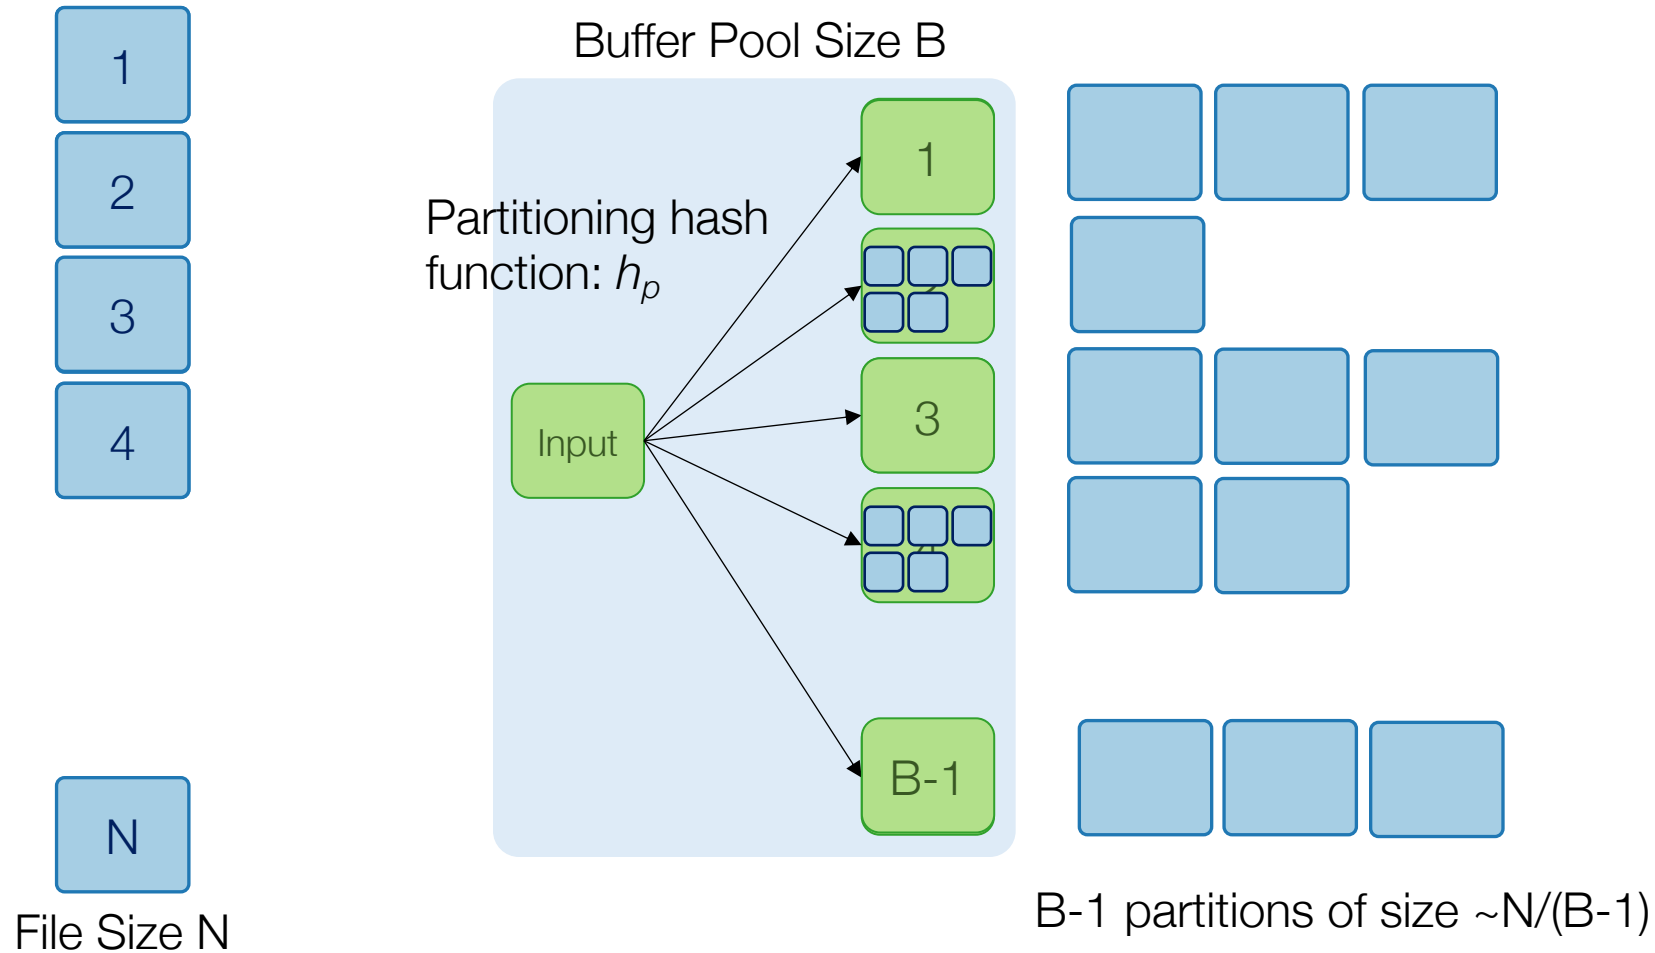 1
2
3
4
N
File Size N
Buffer Pool Size B
Partitioning hash
function: hp
Input
1
3
B-1
B-1 partitions of size ~N/(B-1)